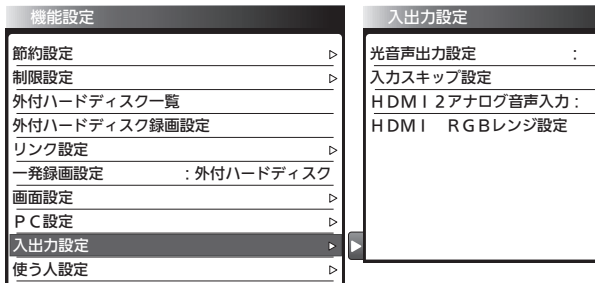 機能設定
節約設定
制限設定
外付ハードディスク一覧
外付ハードディスク録画設定
リンク設定
一発録画設定 :外付ハードディスク
画面設定
PC設定
入出力設定
使う人設定
入出力設定
光音声出力設定 :
入力スキップ設定
HDMI2アナログ音声入力:
HDMI RGBレンジ設定